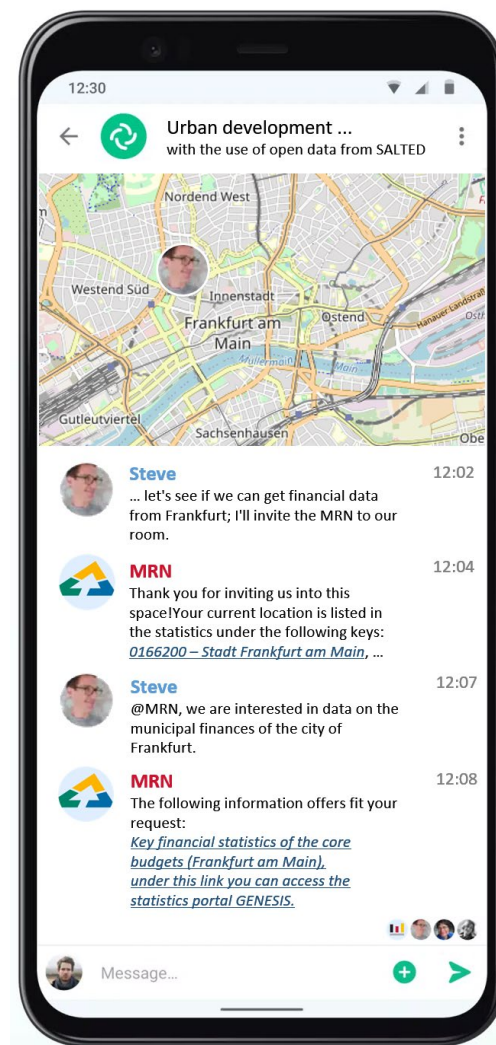 12:30
Urban development ...
with the use of open data from SALTED
Nordend West
Westend Süd
Innenstadt
Frankfurt am
Main
Ostend
Hanauer Landstraß
Ost
Main
Gutleutviertel
Sachsenhausen
Obe
Steve
12:02
... let's see if we can get financial data
from Frankfurt; I'll invite the MRN to our
room.
MRN
12:04
Thank you for inviting us into this
space!Your current location is listed in
the statistics under the following keys:
0166200 – Stadt Frankfurt am Main, ...
Steve
12:07
@MRN, we are interested in data on the
municipal finances of the city of
Frankfurt.
MRN
12:08
The following information offers fit your
request:
Key financial statistics of the core
budgets (Frankfurt am Main),
under this link you can access the
statistics portal GENESIS.
Message...